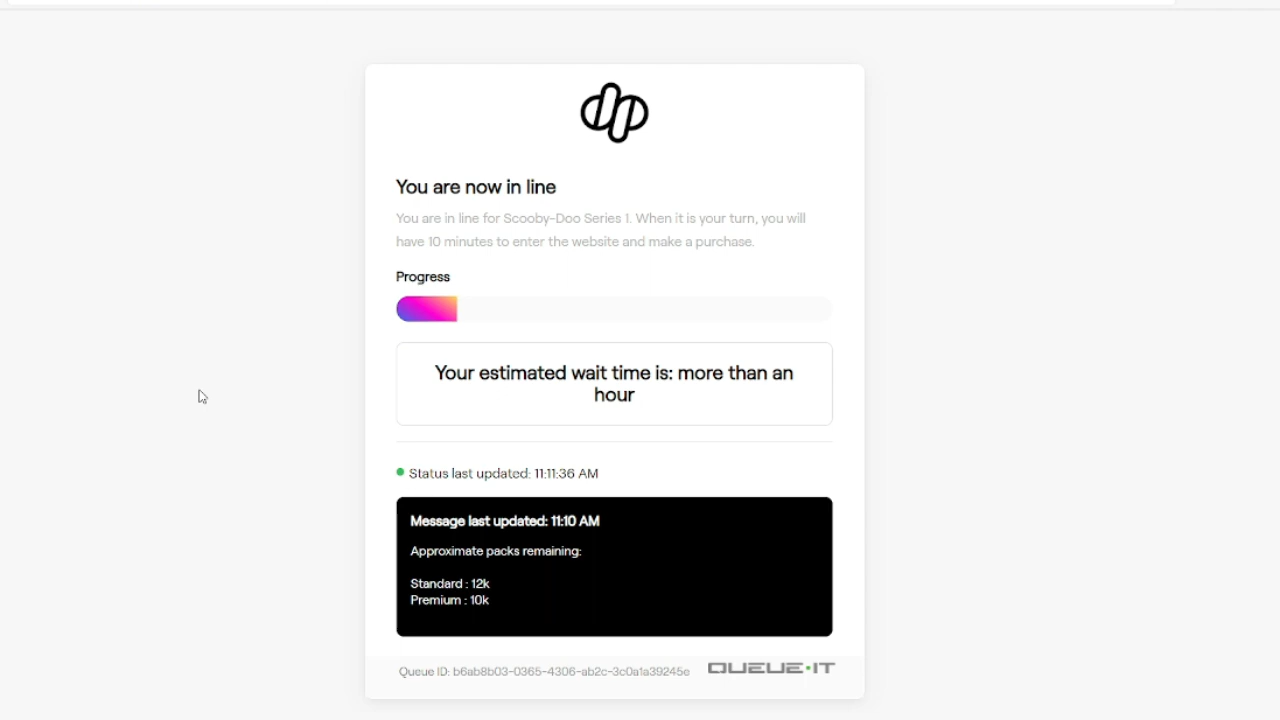 You are now in line
You are in line for Scooby-Doo Series 1. When it is your turn, you will
have 10 minutes to enter the website and make a purchase.
Progress
Your estimated wait time is: more than an
hour
Status last updated: 11:11:36 AM
Message last updated: 11:10 AM
Approximate packs remaining:
Standard : 12k
Premium : 10k
Queue ID: b6ab8b03-0365-4306-ab2c-3c0a1a39245e
QUEUE-IT